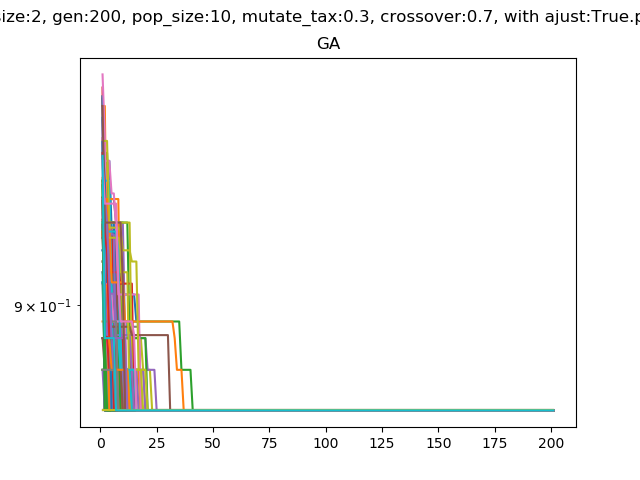 size:2, gen:200, pop_size:10, mutate_tax:0.3, crossover:0.7, with ajust:True.p
GA
9 × 10⁻¹
0 25 50 75 100 125 150 175 200